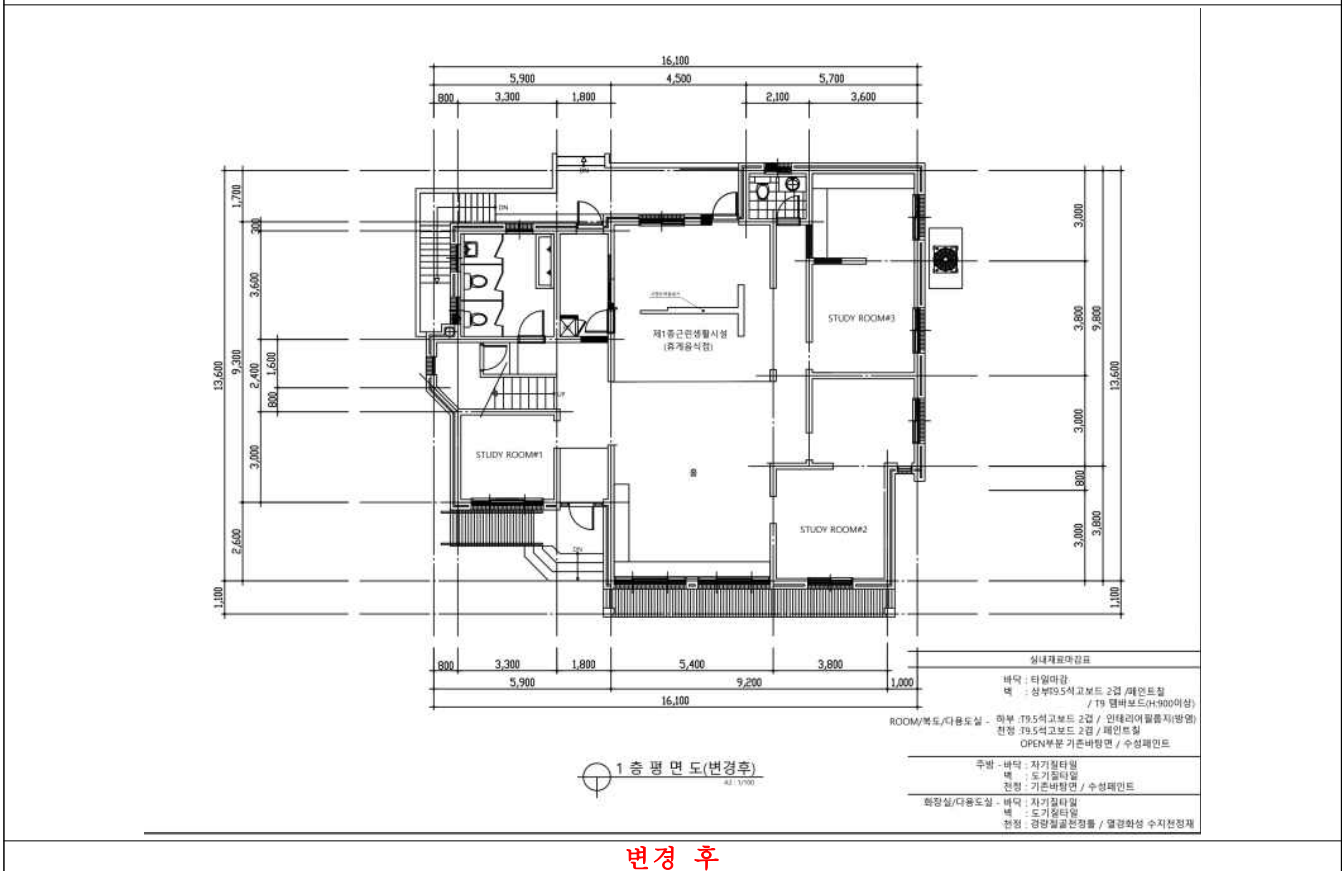 16,100
5,900 4,500 5,700
800 3,300 1,800 2,100 3,600
DN
DN
1,700
300
3,600
9,300
13,600
2,400
1,600
800
3,000
2,600
1,100
3,000
3,800
9,800
13,600
3,000
800
3,000
3,800
1,100
제1종근린생활시설
(휴게음식점)
STUDY ROOM#3
UP
STUDY ROOM#1
STUDY ROOM#2
DN
800 3,300 1,800 5,400 3,800
5,900 9,200 1,000
16,100
1 층 평 면 도(변경후)
A3 : 1/100
실내재료마감표
바닥 : 타일마감
벽 : 상부T9.5석고보드 2겹 /페인트칠
/ T9 템바보드(H:900이상)
ROOM/복도/다용도실 - 하부 :T9.5석고보드 2겹 / 인테리어필름지(방염)
천정 :T9.5석고보드 2겹 / 페인트칠
OPEN부분 기존바탕면 / 수성페인트
주방 - 바닥 : 자기질타일
벽 : 도기질타일
천정 : 기존바탕면 / 수성페인트
화장실/다용도실 - 바닥 : 자기질타일
벽 : 도기질타일
천정 : 경량철골천정틀 / 열경화성 수지천정재
변경 후